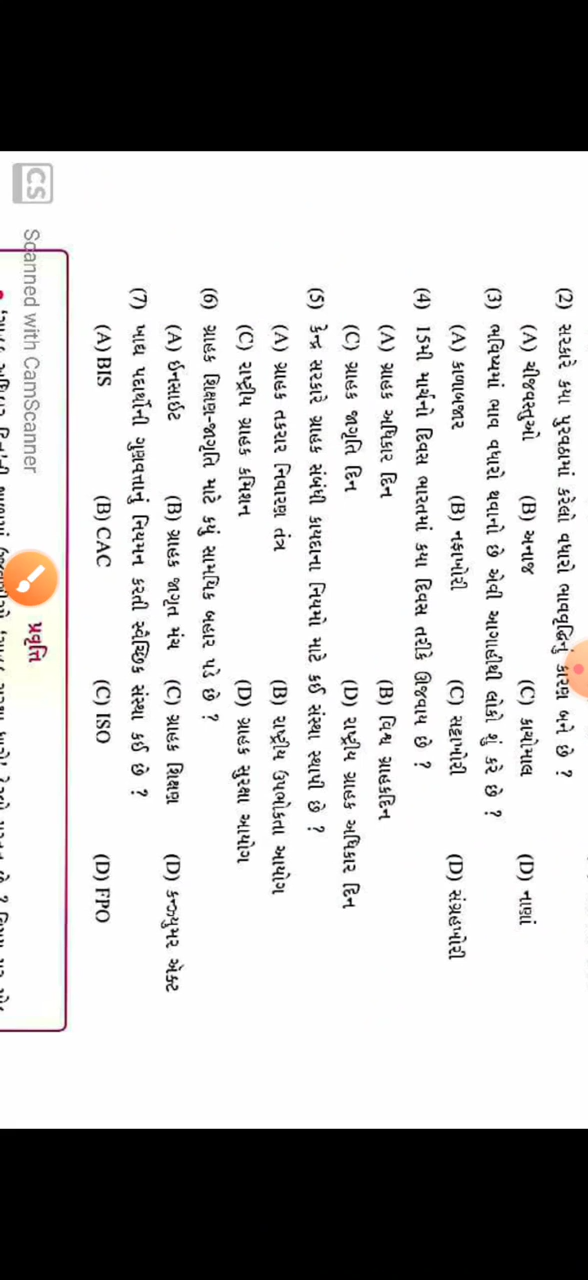 (2) સરકારે કયા પુરવઠામાં કરેલો વધારો ભાવવૃદ્ધિનું કારણ બને છે ?
(A) ચીજવસ્તુઓ (B) અનાજ (C) કાચોમાલ (D) નાણાં
(3) ભવિષ્યમાં ભાવ વધારો થવાનો છે એવી આગાહીથી લોકો શું કરે છે ?
(A) કાળાબજાર (B) નફાખોરી (C) સટ્ટાખોરી (D) સંગ્રહખોરી
(4) 15મી માર્ચનો દિવસ ભારતમાં કયા દિવસ તરીકે ઊજવાય છે ?
(A) ગ્રાહક અધિકાર દિન (B) વિશ્વ ગ્રાહકદિન
(C) ગ્રાહક જાગૃતિ દિન (D) રાષ્ટ્રીય ગ્રાહક અધિકાર દિન
(5) કેન્દ્ર સરકારે ગ્રાહક સંબંધી કાયદાના નિયમો માટે કઈ સંસ્થા સ્થાપી છે ?
(A) ગ્રાહક તકરાર નિવારણ તંત્ર (B) રાષ્ટ્રીય ઉપભોક્તા આયોગ
(C) રાષ્ટ્રીય ગ્રાહક કમિશન (D) ગ્રાહક સુરક્ષા આયોગ
(6) ગ્રાહક શિક્ષણ-જાગૃતિ માટે કયું સામયિક બહાર પડે છે ?
(A) ઈનસાઈટ (B) ગ્રાહક જાગૃત મંચ (C) ગ્રાહક શિક્ષણ (D) કન્ઝ્યુમર એક્ટ
(7) ખાદ્ય પદાર્થોની ગુણવત્તાનું નિયમન કરતી સ્વૈચ્છિક સંસ્થા કઈ છે ?
(A) BIS (B) CAC (C) ISO (D) FPO
પ્રવૃત્તિ
CS Scanned with CamScanner